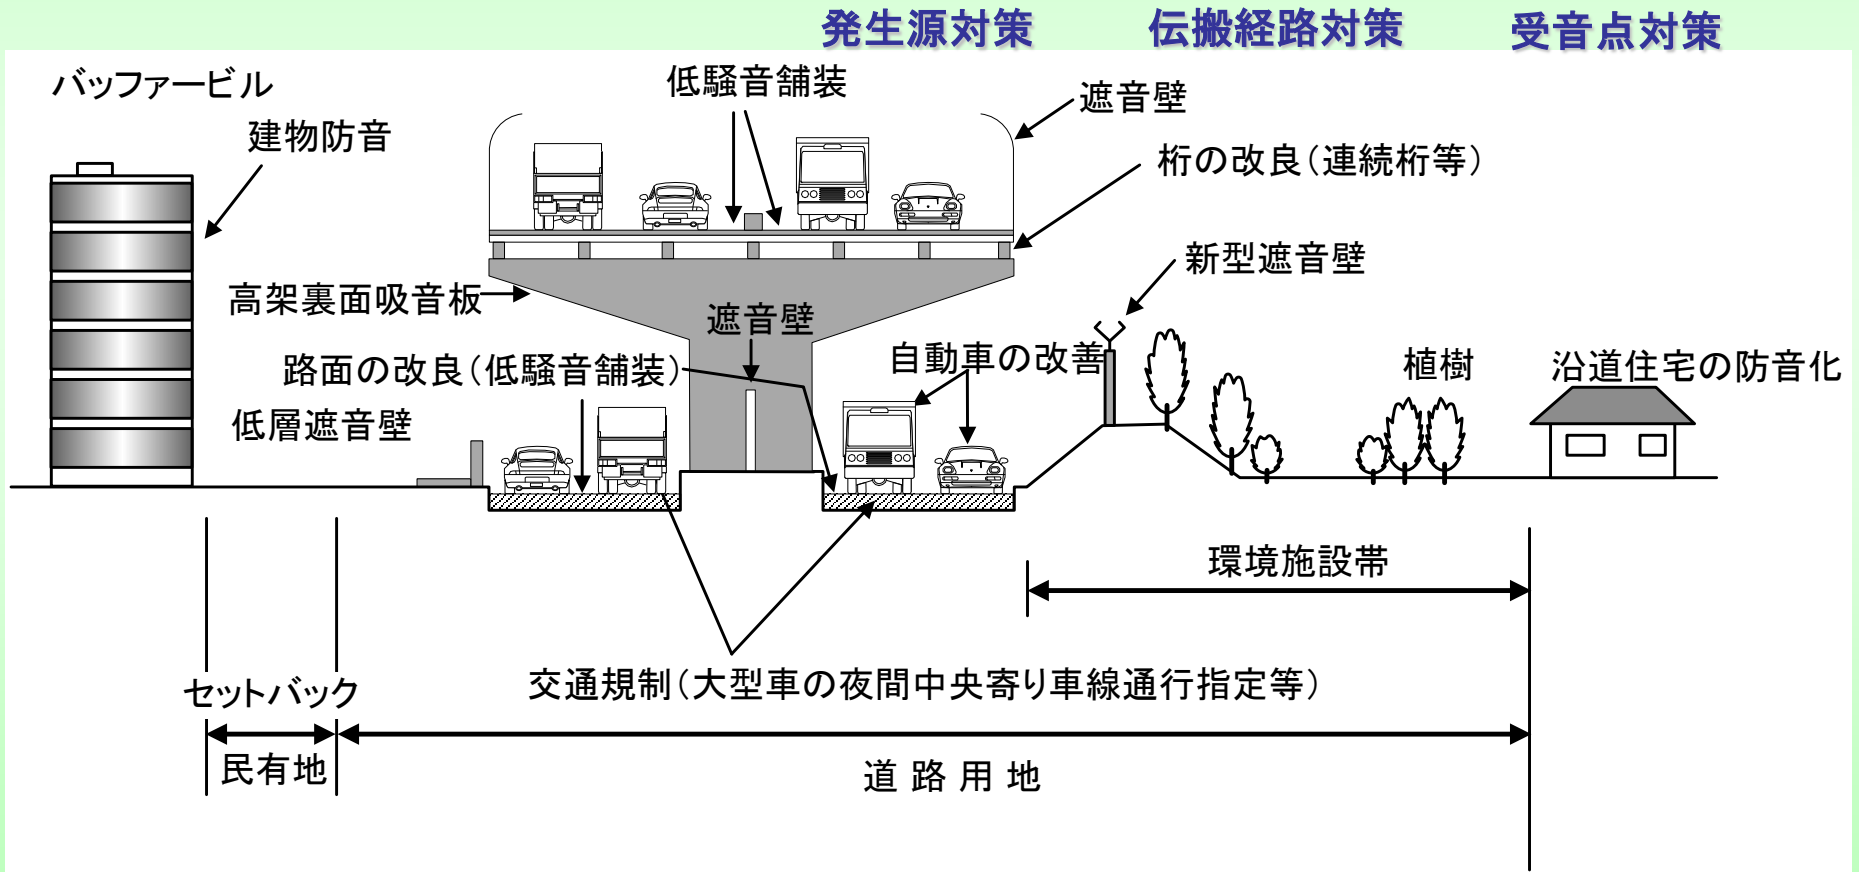 発生源対策 伝搬経路対策 受音点対策
バッファービル
建物防音
低騒音舗装
遮音壁
桁の改良(連続桁等)
新型遮音壁
高架裏面吸音板
遮音壁
路面の改良(低騒音舗装)
自動車の改善
植樹
沿道住宅の防音化
低層遮音壁
環境施設帯
セットバック
交通規制(大型車の夜間中央寄り車線通行指定等)
民有地
道路用地